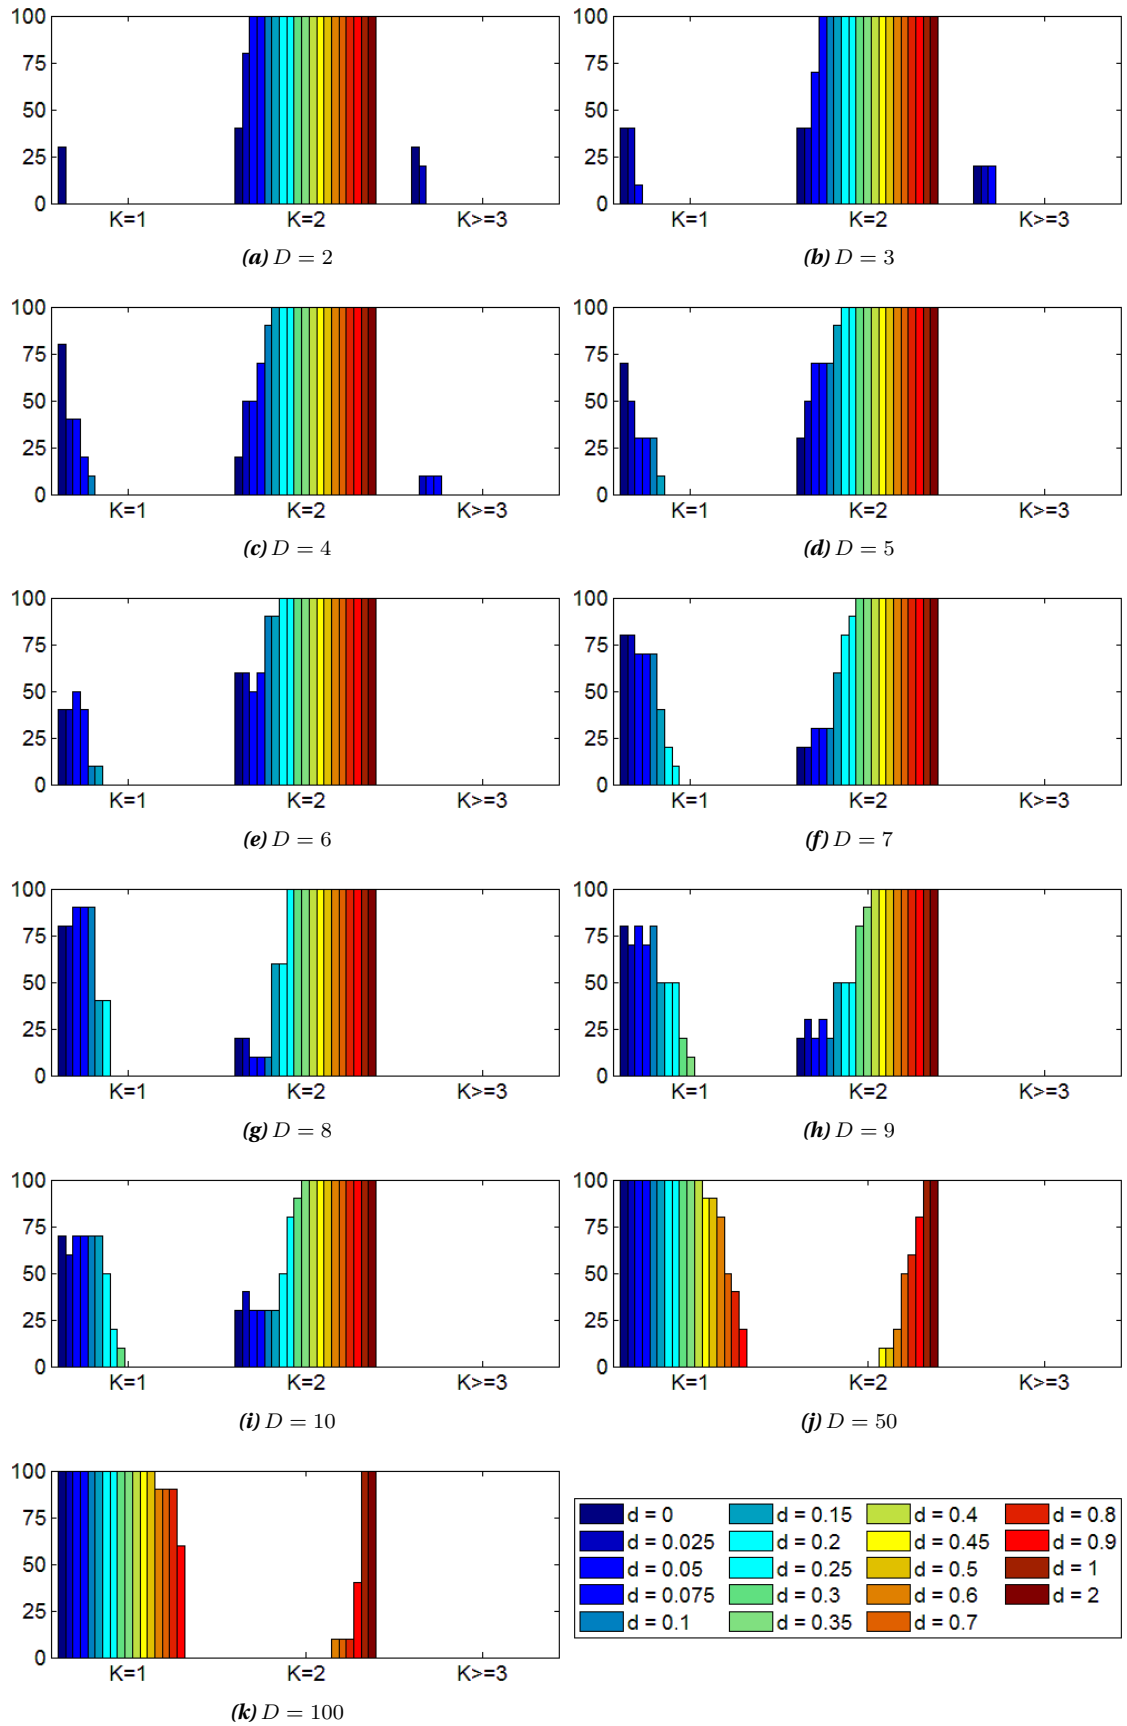 100
75
50
25
0
K=1 K=2 K>=3
(a) D = 2
100
75
50
25
0
K=1 K=2 K>=3
(b) D = 3
100
75
50
25
0
K=1 K=2 K>=3
(c) D = 4
100
75
50
25
0
K=1 K=2 K>=3
(d) D = 5
100
75
50
25
0
K=1 K=2 K>=3
(e) D = 6
100
75
50
25
0
K=1 K=2 K>=3
(f) D = 7
100
75
50
25
0
K=1 K=2 K>=3
(g) D = 8
100
75
50
25
0
K=1 K=2 K>=3
(h) D = 9
100
75
50
25
0
K=1 K=2 K>=3
(i) D = 10
100
75
50
25
0
K=1 K=2 K>=3
(j) D = 50
100
75
50
25
0
K=1 K=2 K>=3
(k) D = 100
d = 0
d = 0.025
d = 0.05
d = 0.075
d = 0.1
d = 0.15
d = 0.2
d = 0.25
d = 0.3
d = 0.35
d = 0.4
d = 0.45
d = 0.5
d = 0.6
d = 0.7
d = 0.8
d = 0.9
d = 1
d = 2